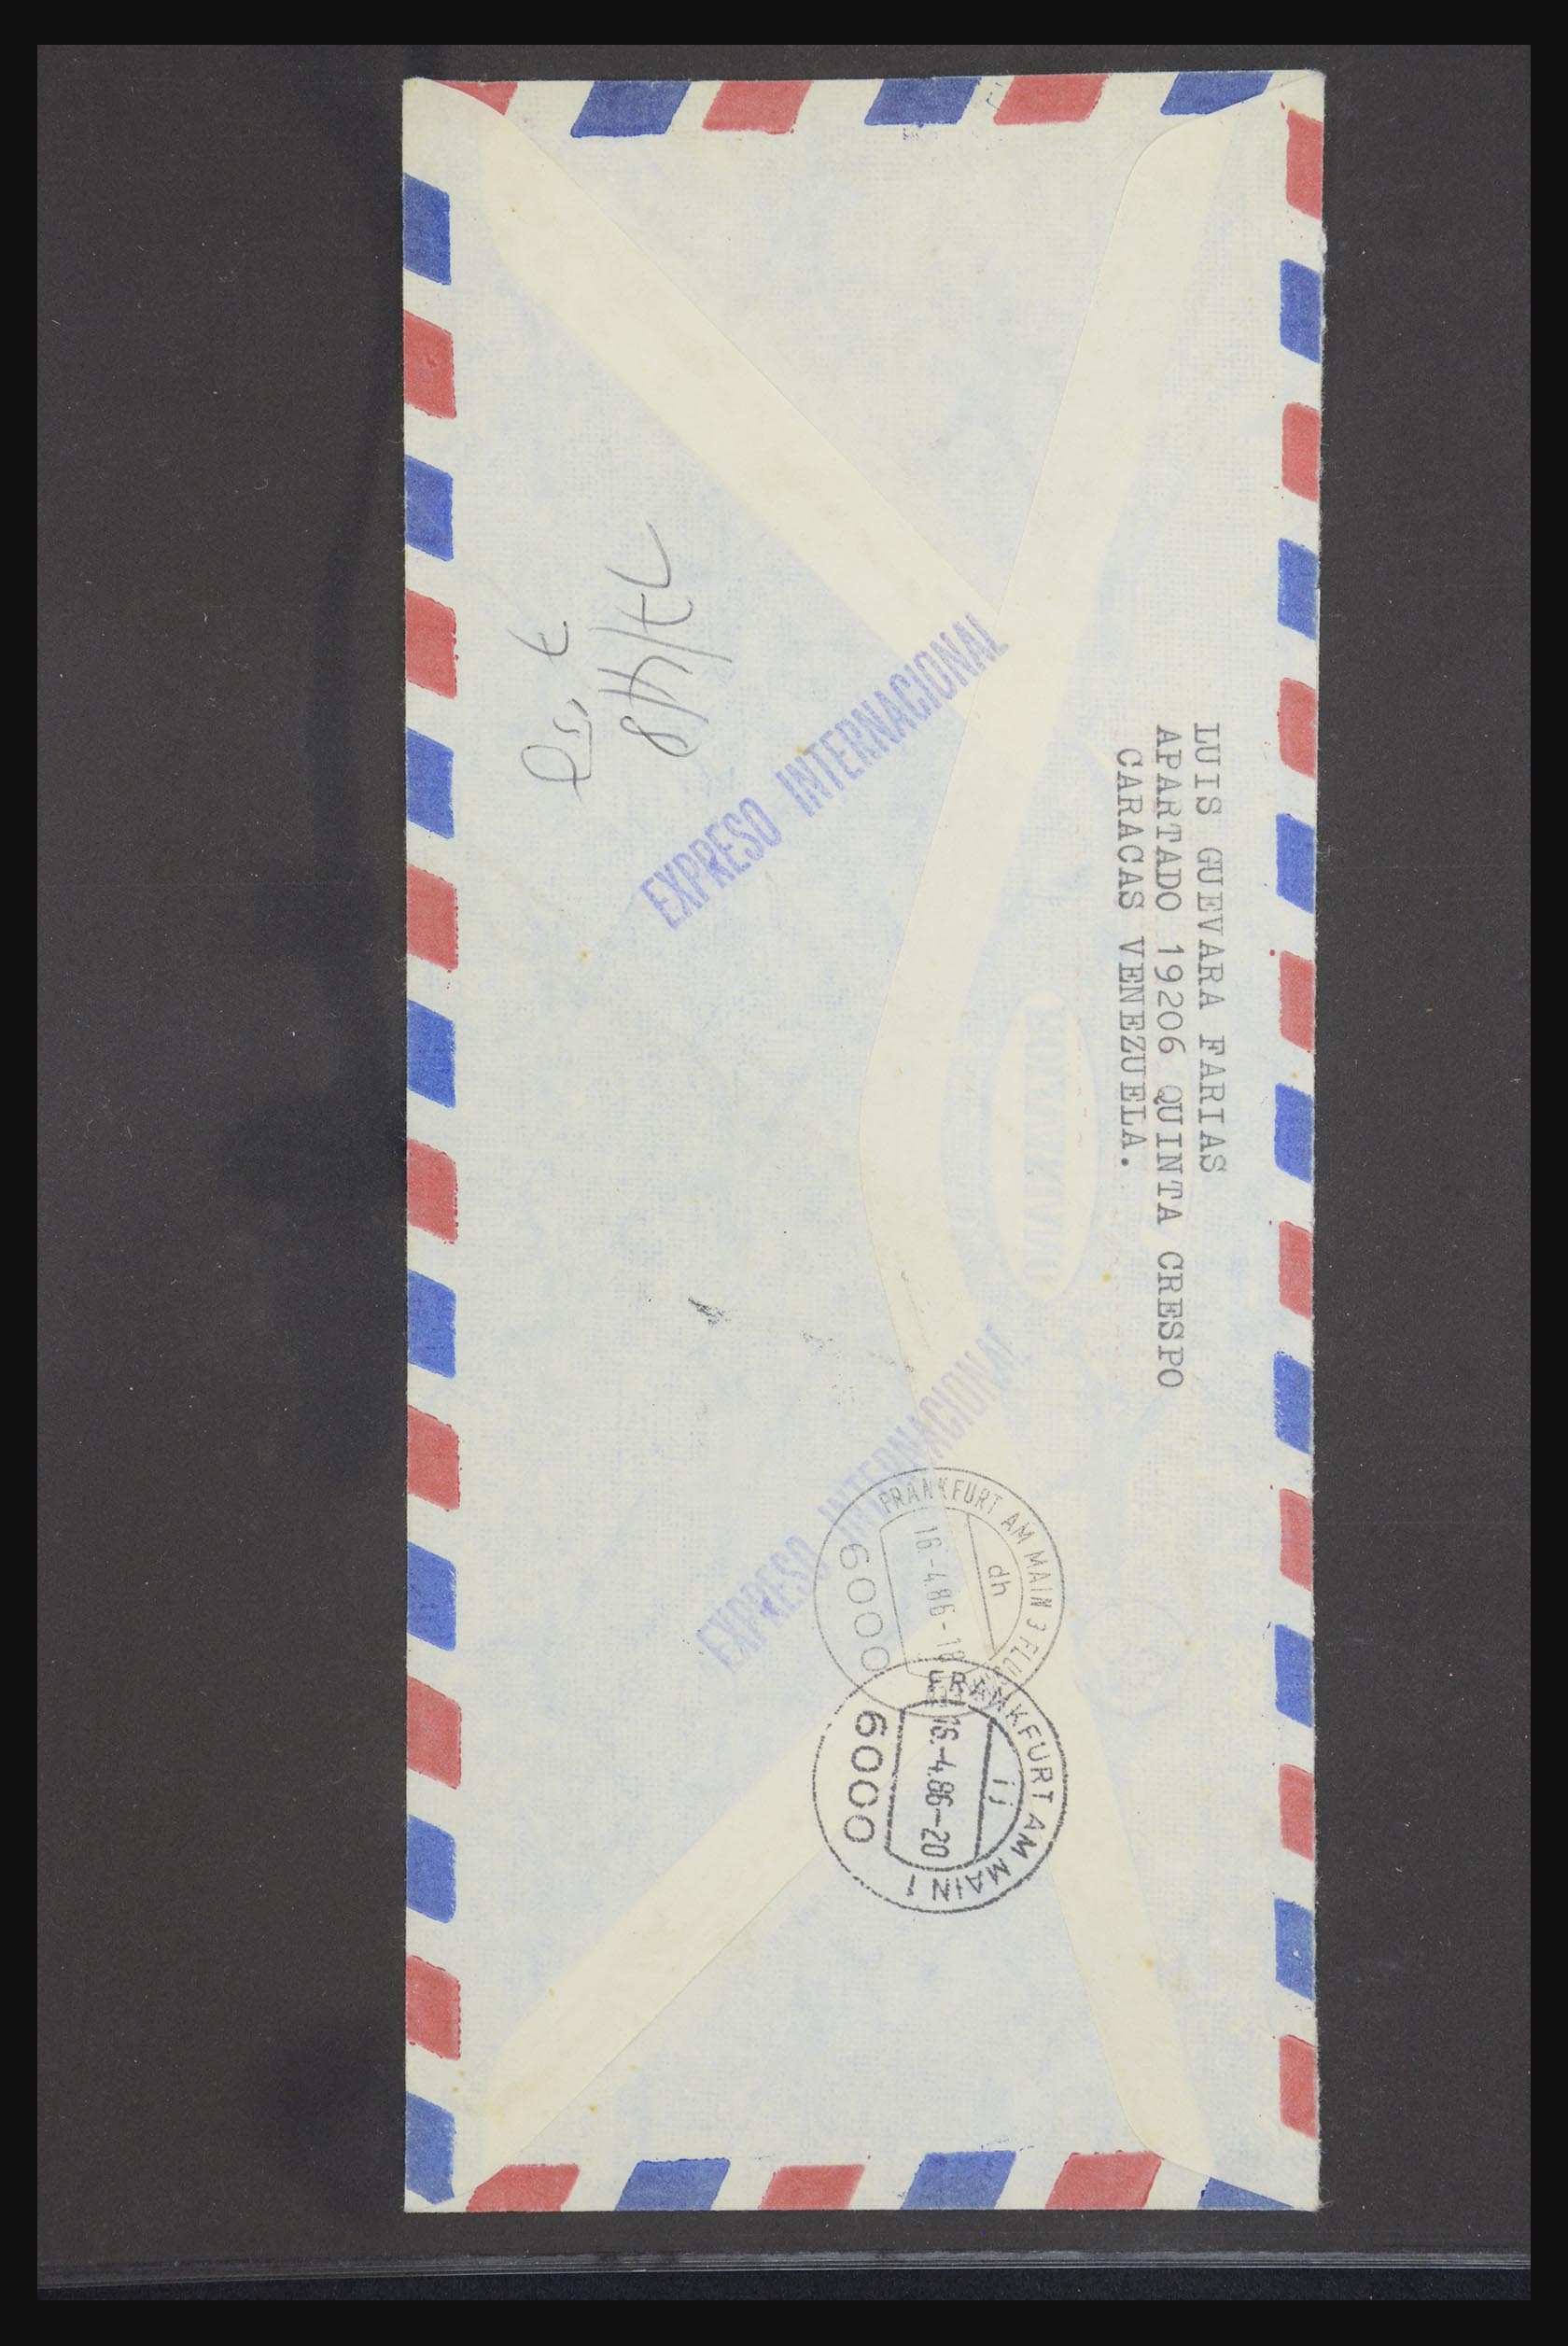 LUIS GUEVARA FARIAS
APARTADO 19206 QUINTA CRESPO
CARACAS VENEZUELA.
EXPRESO INTERNACIONAL
EXPRESO INTERNACIONAL
FRANKFURT AM MAIN 3
dh
16.-4.86-18
6000
FRANKFURT AM MAIN 1
ij
16.-4.86-20
6000